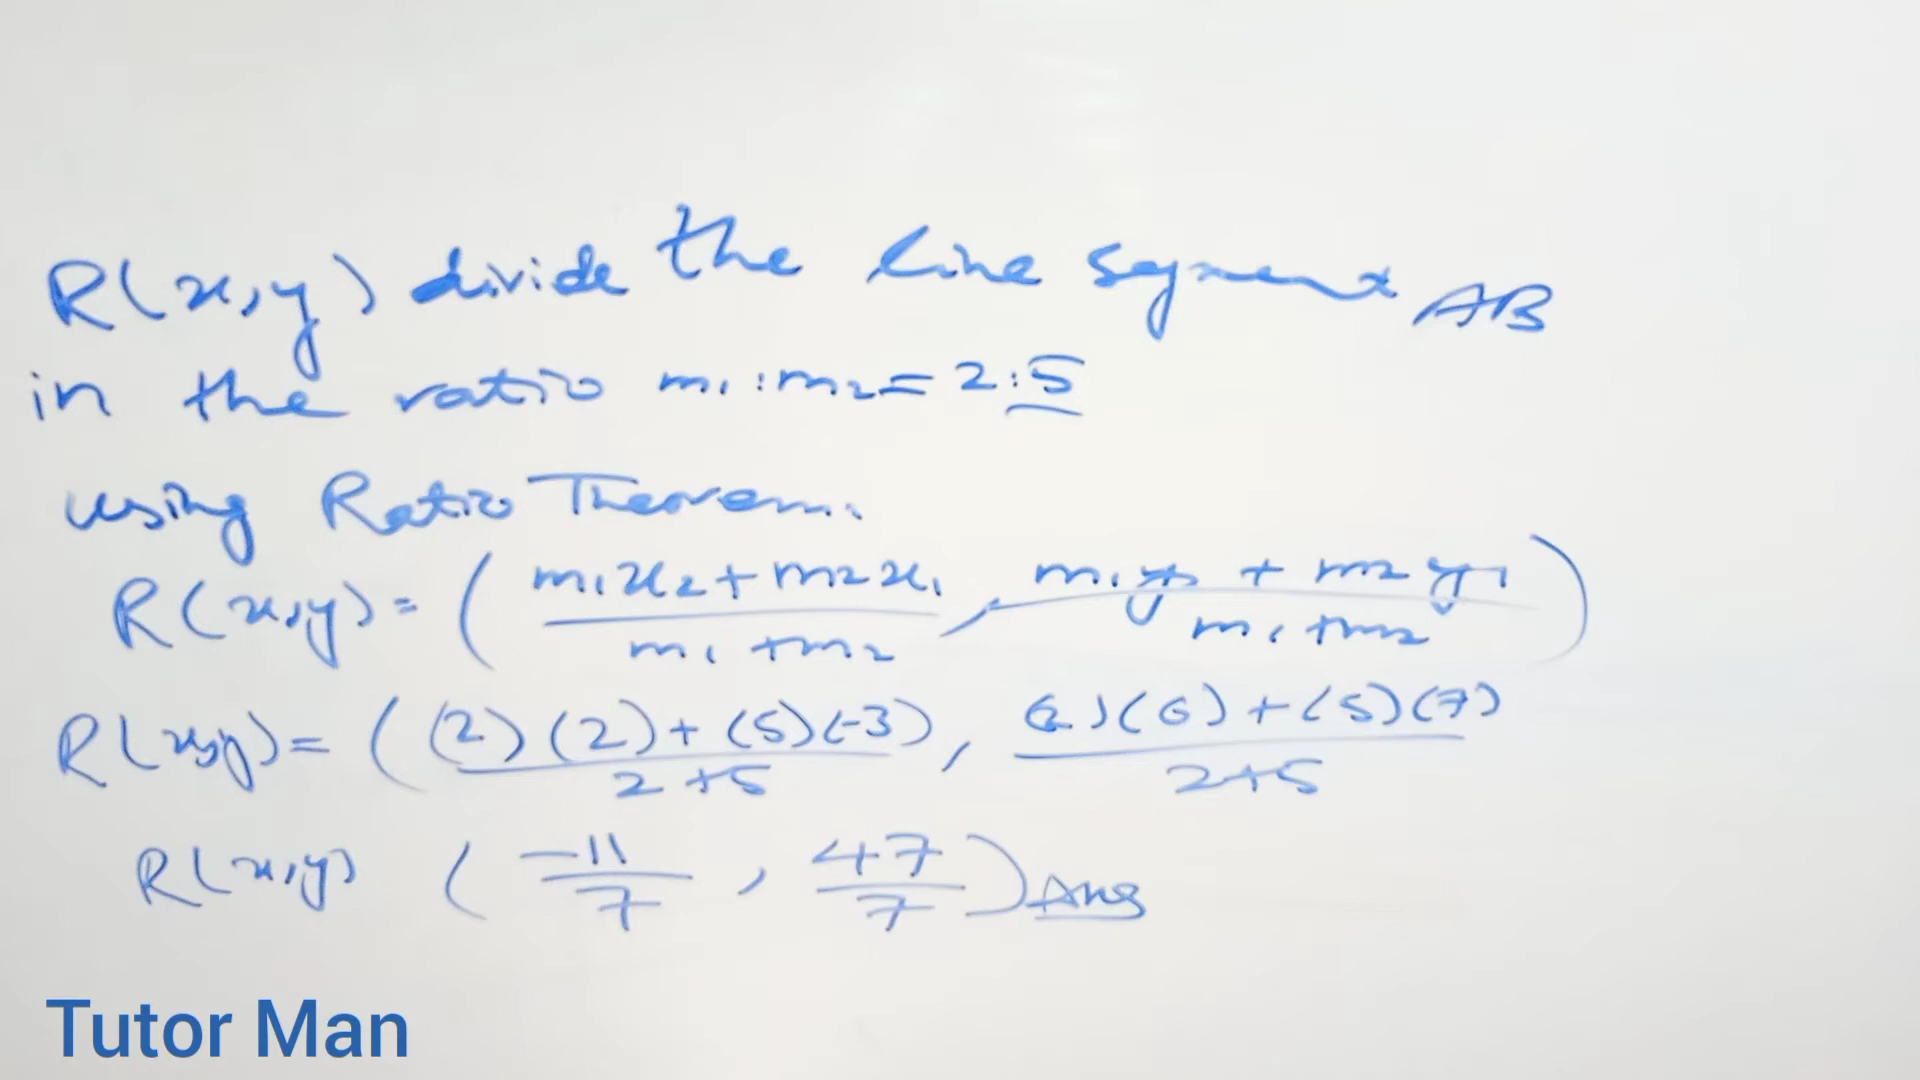 R(x,y) divide the line segment AB
in the ratio m₁:m₂=2:5
using Ratio Theorem.
R(x,y)= ( m₁x₂+m₂x₁ / m₁+m₂ , m₁y₂ + m₂y₁ / m₁+m₂ )
R(x,y)= ( (2)(2)+(5)(-3) / 2+5 , (2)(6)+(5)(7) / 2+5
R(x,y) ( -11/7 , 47/7 ) Ans
Tutor Man